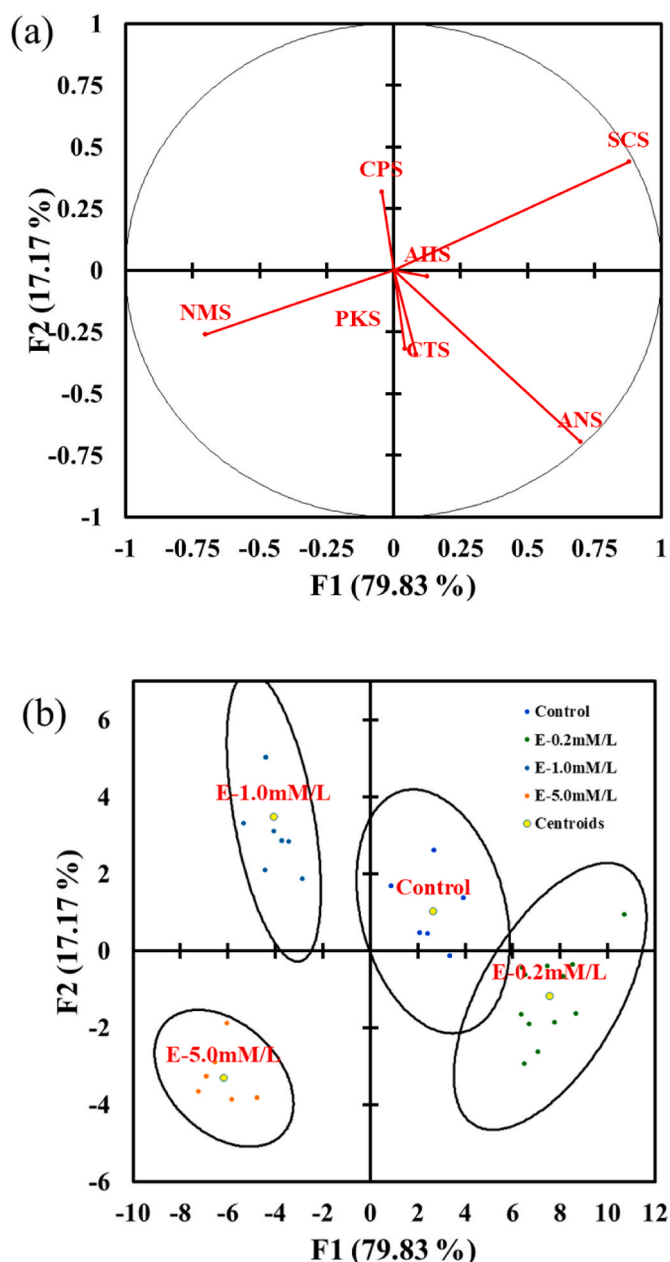 (a)
1
0.75
0.5
0.25
0
-0.25
-0.5
-0.75
-1
F2 (17.17 %)
SCS
CPS
AHS
NMS
PKS
CTS
ANS
-1 -0.75 -0.5 -0.25 0 0.25 0.5 0.75 1
F1 (79.83 %)
(b)
6
4
2
0
-2
-4
-6
F2 (17.17 %)
Control
E-0.2mM/L
E-1.0mM/L
E-5.0mM/L
Centroids
E-1.0mM/L
Control
E-0.2mM/L
E-5.0mM/L
-10 -8 -6 -4 -2 0 2 4 6 8 10 12
F1 (79.83 %)